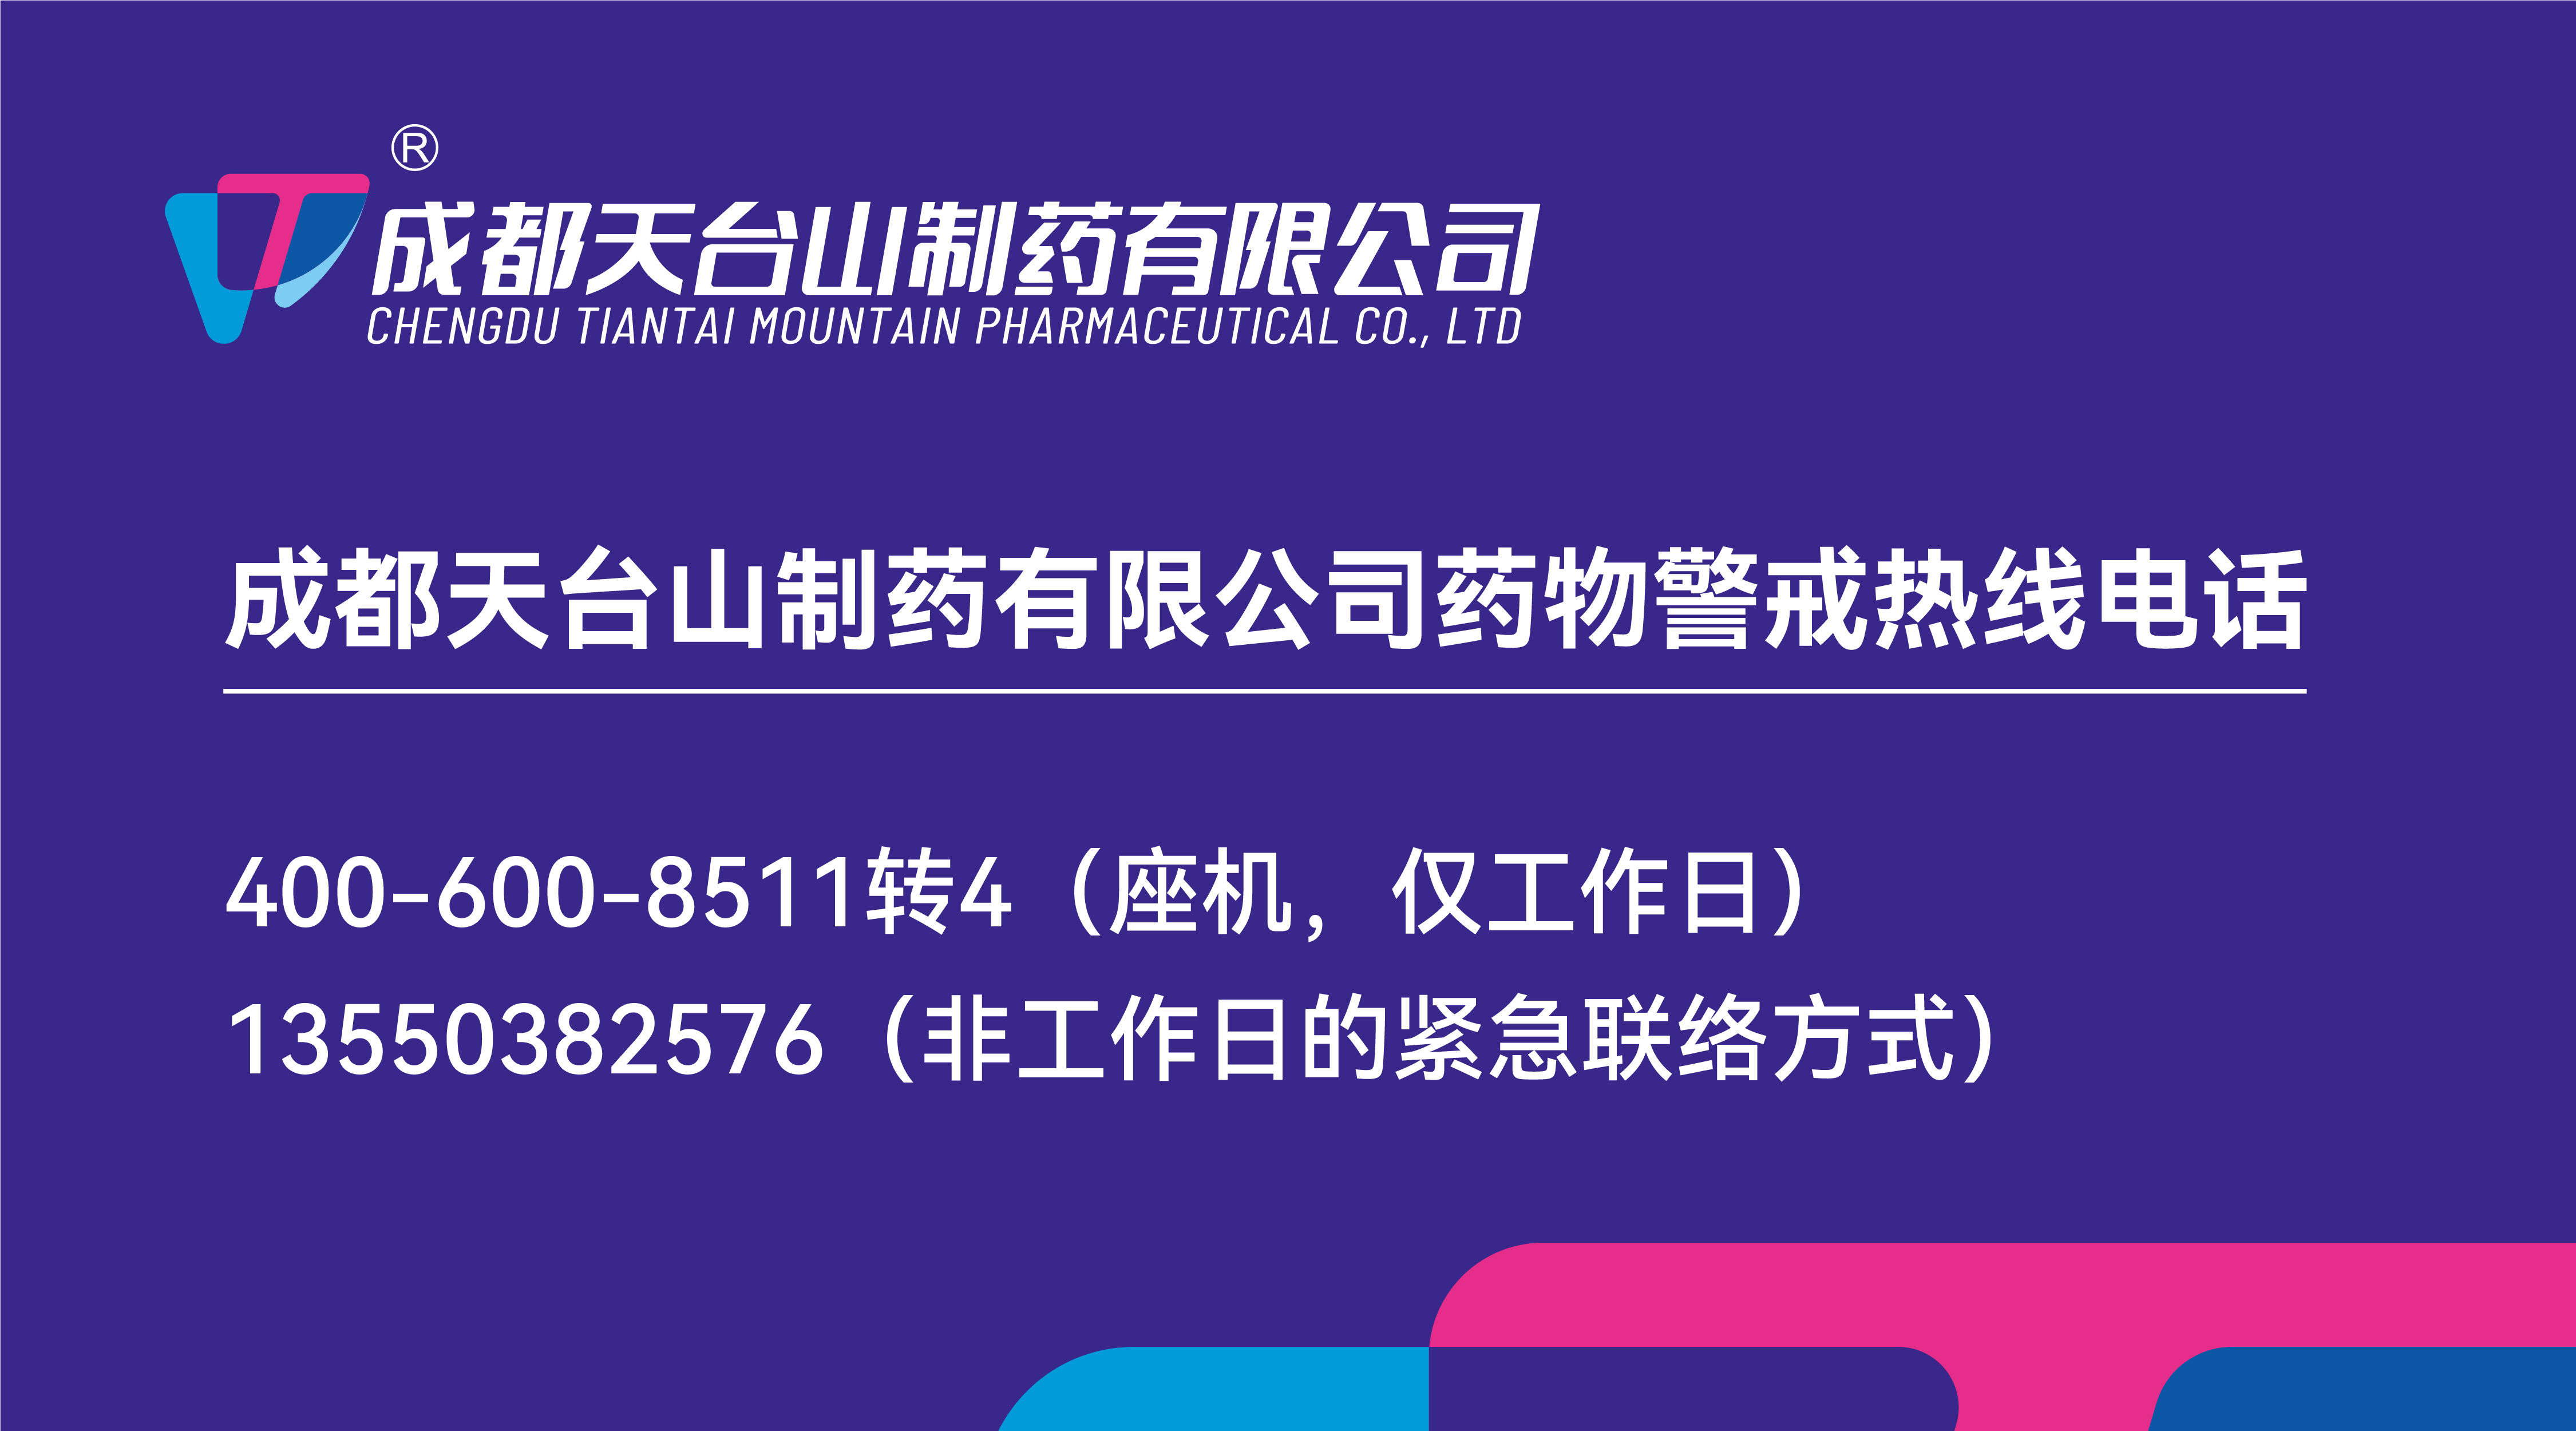 ®
成都天台山制药有限公司
CHENGDU TIANTAI MOUNTAIN PHARMACEUTICAL CO., LTD
成都天台山制药有限公司药物警戒热线电话
400-600-8511转4（座机，仅工作日）
13550382576（非工作日的紧急联络方式）